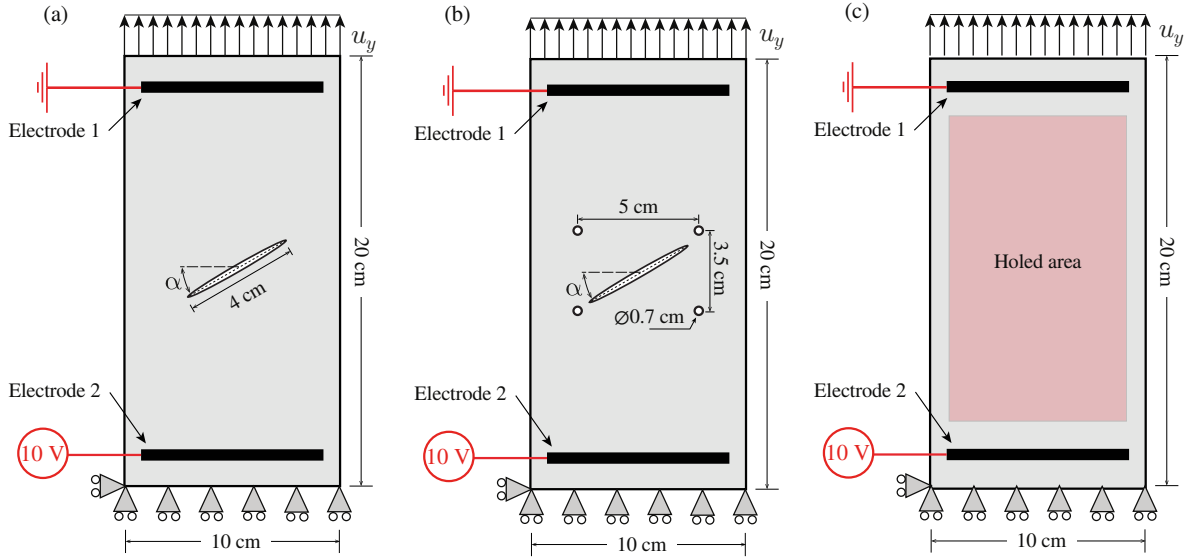 (a)
u_y
Electrode 1
α
4 cm
20 cm
Electrode 2
10 V
10 cm
(b)
u_y
Electrode 1
5 cm
3.5 cm
α
Ø0.7 cm
20 cm
Electrode 2
10 V
10 cm
(c)
u_y
Electrode 1
Holed area
20 cm
Electrode 2
10 V
10 cm